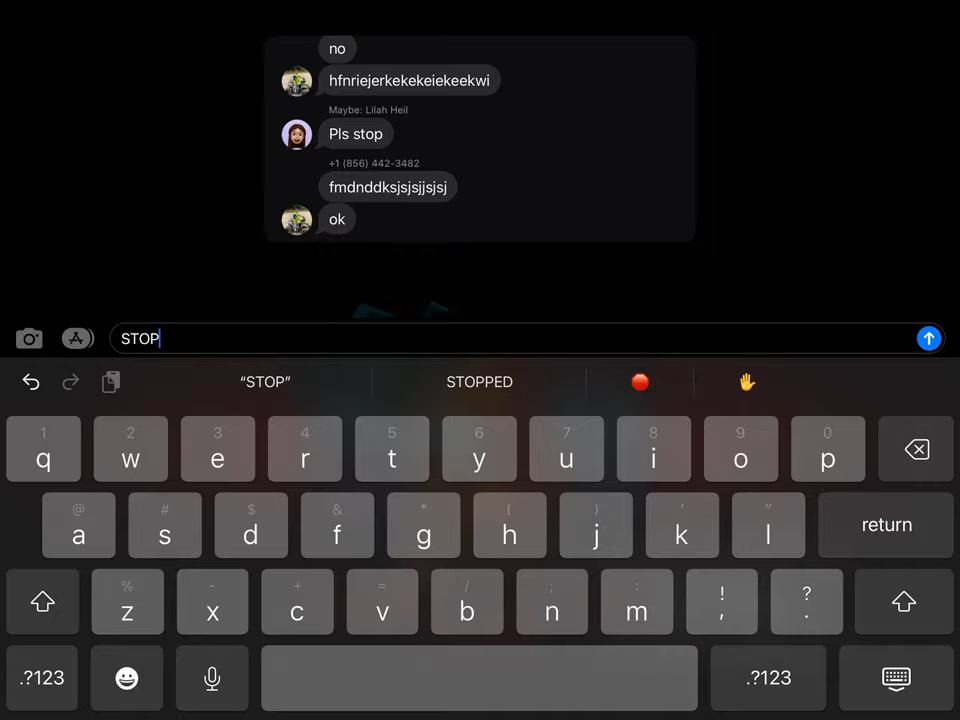 no
hfnriejerkekekeiekeekwi
Maybe: Lilah Heil
Pls stop
+1 (856) 442-3482
fmdnddksjsjsjjsjsj
ok
STOP
“STOP” STOPPED
1 2 3 4 5 6 7 8 9 0
q w e r t y u i o p
@ # $ & * ( ) ' "
a s d f g h j k l return
% - + = / ; : ! ?
z x c v b n m , .
.?123 .?123